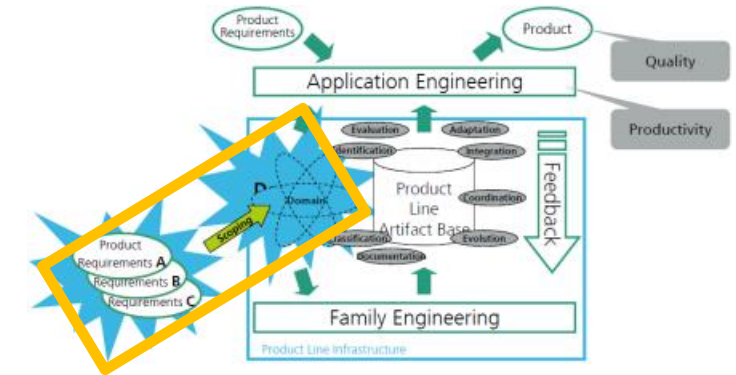 Product
Requirements
Product
Quality
Application Engineering
Productivity
Evaluation
Adaptation
Integration
D
Domain
Product
Line
Artifact Base
Coordination
Feedback
Scoping
Product
Requirements A
Requirements B
Requirements C
Evolution
Documentation
Family Engineering
Product Line Infrastructure